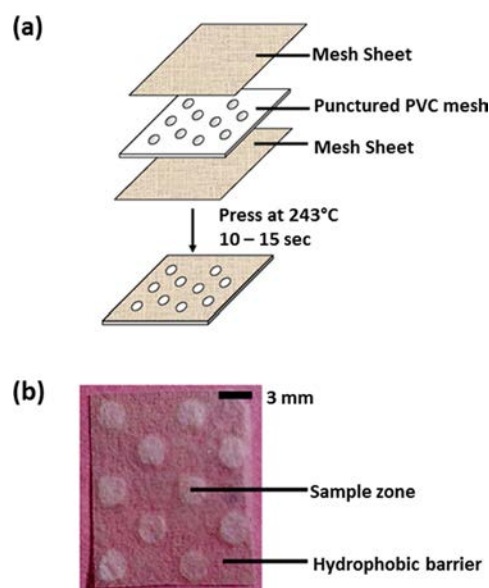 (a)
Mesh Sheet
Punctured PVC mesh
Mesh Sheet
Press at 243°C
10 – 15 sec
(b)
3 mm
Sample zone
Hydrophobic barrier